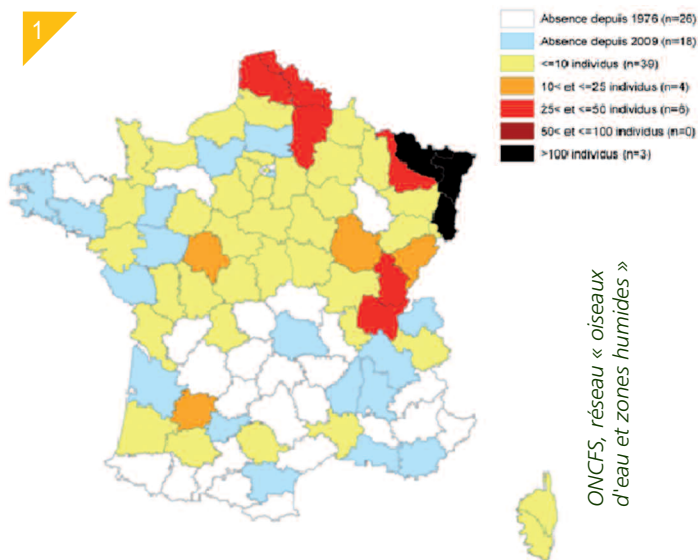 1
Absence depuis 1976 (n=26)
Absence depuis 2009 (n=18)
<=10 individus (n=39)
10< et <=25 individus (n=4)
25< et <=50 individus (n=6)
50< et <=100 individus (n=0)
>100 individus (n=3)
ONCFS, réseau « oiseaux
d'eau et zones humides »